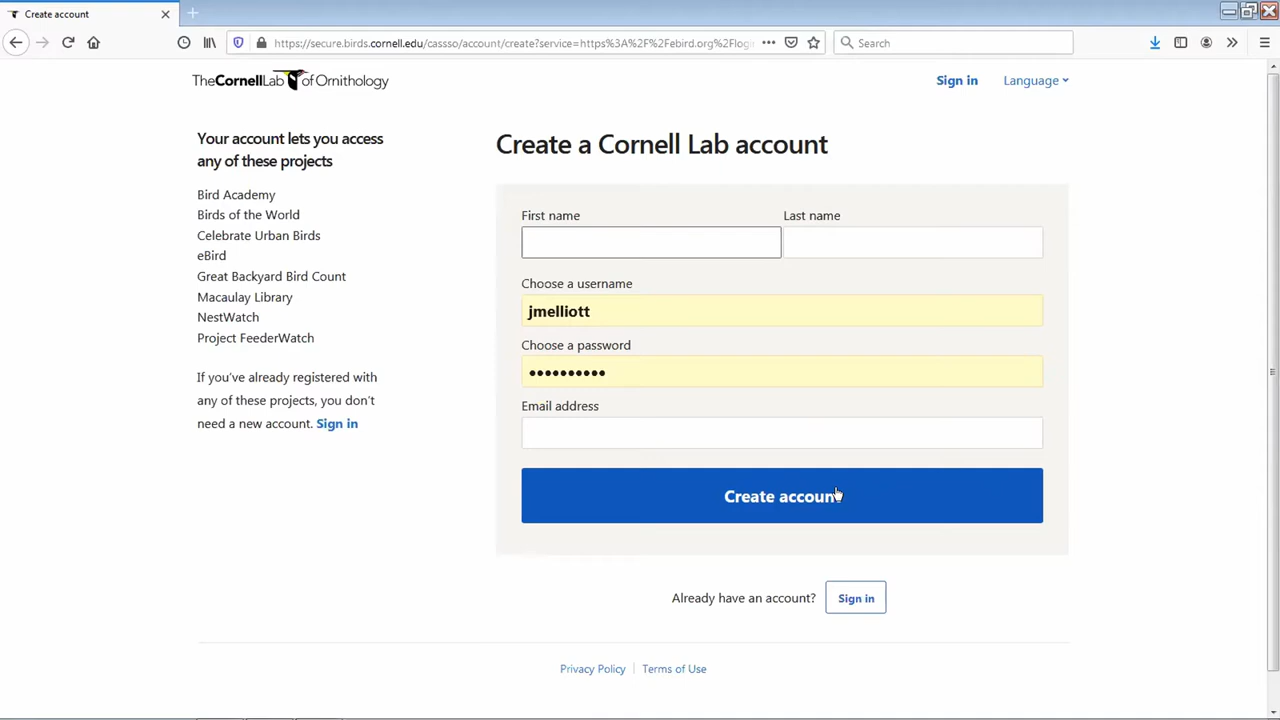 Create account
https://secure.birds.cornell.edu/cassso/account/create?service=https%3A%2F%2Febird.org%2Flogi
Search
TheCornellLab of Ornithology
Sign in
Language
Your account lets you access
any of these projects
Bird Academy
Birds of the World
Celebrate Urban Birds
eBird
Great Backyard Bird Count
Macaulay Library
NestWatch
Project FeederWatch
If you've already registered with
any of these projects, you don't
need a new account. Sign in
Create a Cornell Lab account
First name
Last name
Choose a username
jmelliott
Choose a password
Email address
Create account
Already have an account?
Sign in
Privacy Policy
Terms of Use